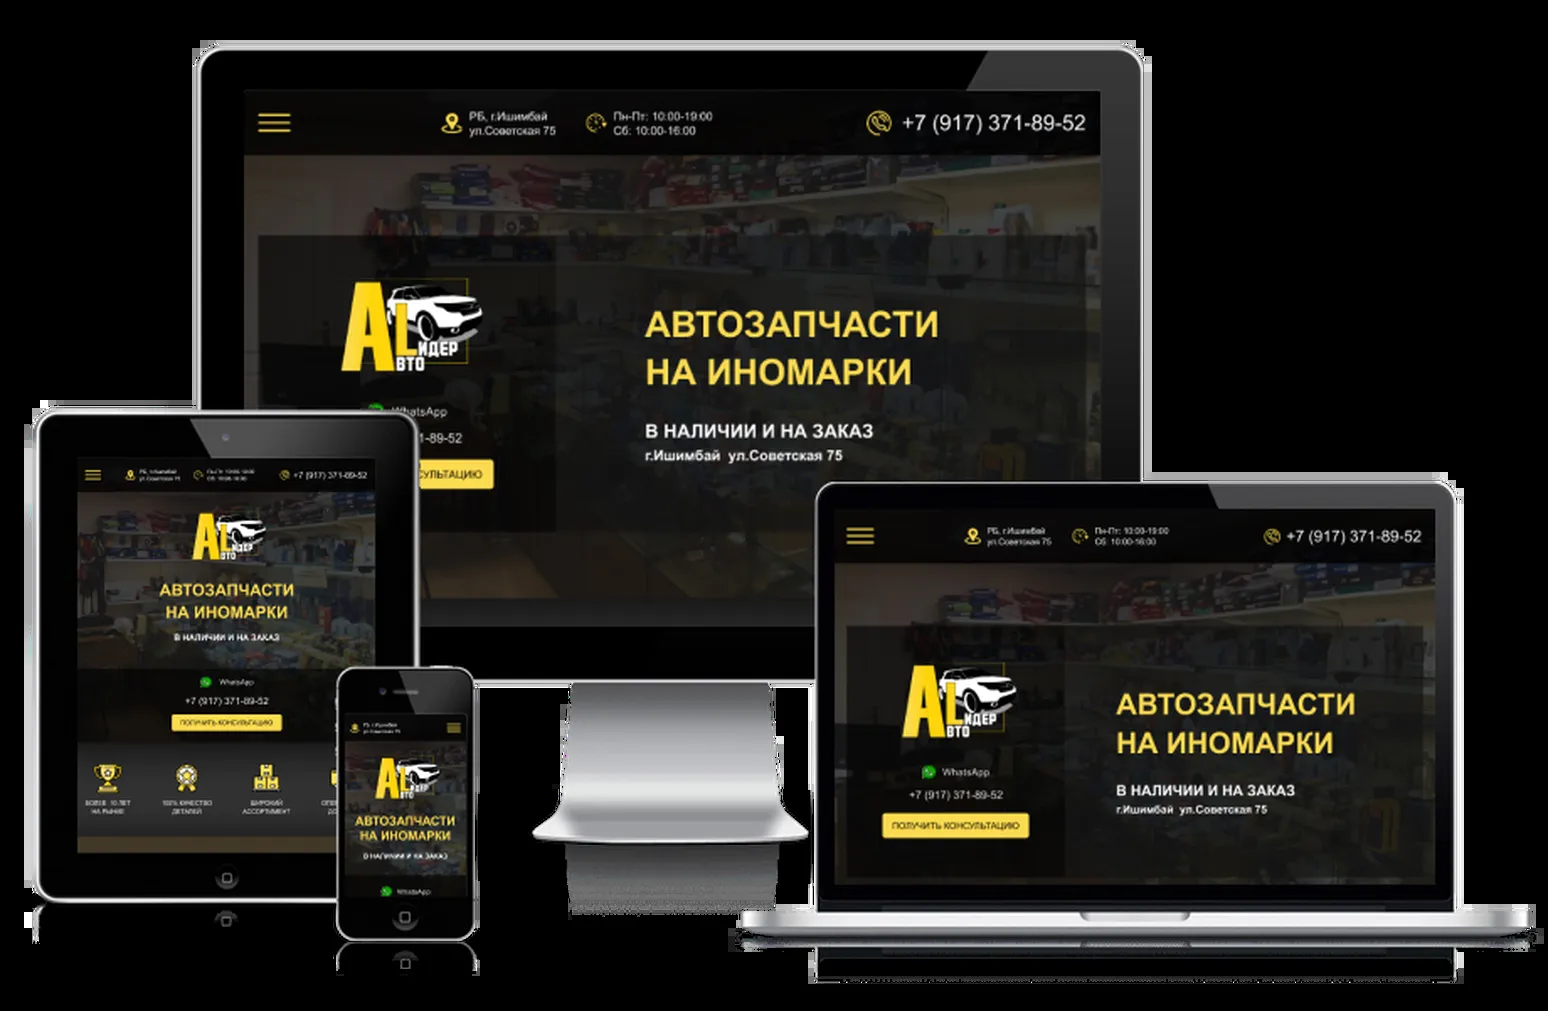 РБ, г.Ишимбай
ул.Советская 75
Пн-Пт: 10:00-19:00
Сб: 10:00-16:00
+7 (917) 371-89-52
АL
идер
вто
WhatsApp
1-89-52
СУЛЬТАЦИЮ
АВТОЗАПЧАСТИ
НА ИНОМАРКИ
В НАЛИЧИИ И НА ЗАКАЗ
г.Ишимбай ул.Советская 75
РБ, г.Ишимбай
ул.Советская 75
Пн-Пт: 10:00-19:00
Сб: 10:00-16:00
+7 (917) 371-89-52
АL
идер
вто
АВТОЗАПЧАСТИ
НА ИНОМАРКИ
В НАЛИЧИИ И НА ЗАКАЗ
WhatsApp
+7 (917) 371-89-52
ПОЛУЧИТЬ КОНСУЛЬТАЦИЮ
БОЛЕЕ 10 ЛЕТ
НА РЫНКЕ
100% КАЧЕСТВО
ДЕТАЛЕЙ
ШИРОКИЙ
АССОРТИМЕНТ
РБ, г.Ишимбай
ул.Советская 75
АL
идер
вто
АВТОЗАПЧАСТИ
НА ИНОМАРКИ
В НАЛИЧИИ И НА ЗАКАЗ
WhatsApp
РБ, г.Ишимбай
ул.Советская 75
Пн-Пт: 10:00-19:00
Сб: 10:00-16:00
+7 (917) 371-89-52
АL
идер
вто
WhatsApp
+7 (917) 371-89-52
ПОЛУЧИТЬ КОНСУЛЬТАЦИЮ
АВТОЗАПЧАСТИ
НА ИНОМАРКИ
В НАЛИЧИИ И НА ЗАКАЗ
г.Ишимбай ул.Советская 75